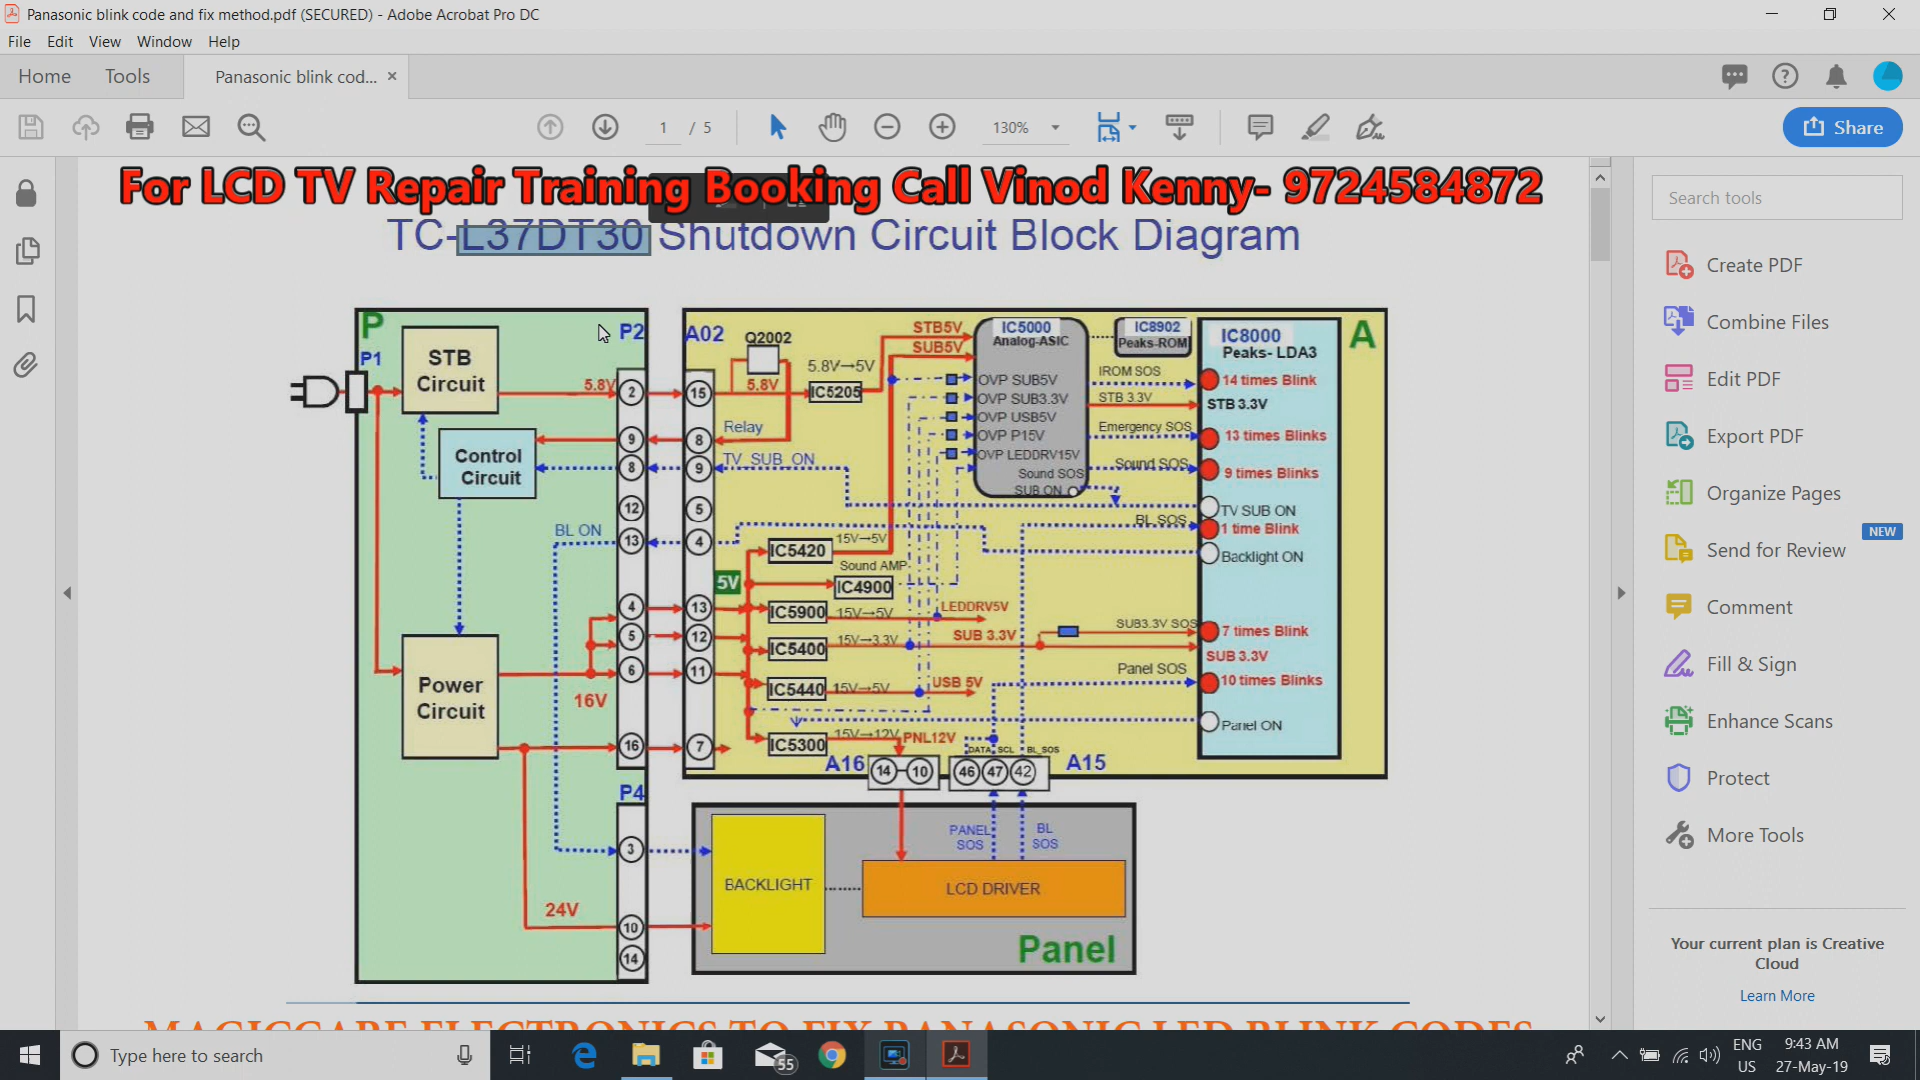 Panasonic blink code and fix method.pdf (SECURED) - Adobe Acrobat Pro DC
File Edit View Window Help
Home Tools Panasonic blink cod... ×
1 / 5 130% Share
For LCD TV Repair Training Booking Call Vinod Kenny- 9724584872
TC-L37DT30 Shutdown Circuit Block Diagram
P
P1
STB Circuit
5.8V
P2
Control Circuit
BL ON
Power Circuit
16V
24V
2
9
8
12
13
4
5
6
16
P4
3
10
14
A02
15
8
9
5
4
13
12
11
7
Q2002
5.8V
5.8V→5V
IC5205
Relay
TV_SUB_ON
STB5V
SUB5V
IC5000
Analog-ASIC
OVP SUB5V
OVP SUB3.3V
OVP USB5V
OVP P15V
OVP LEDDRV15V
Sound SOS
SUB ON
IC8902
Peaks-ROM
IROM SOS
STB 3.3V
Emergency SOS
Sound SOS
BL SOS
IC8000
Peaks- LDA3
A
14 times Blink
STB 3.3V
13 times Blinks
9 times Blinks
TV SUB ON
1 time Blink
Backlight ON
7 times Blink
SUB 3.3V
10 times Blinks
Panel ON
5V
IC5420 15V→5V
Sound AMP
IC4900
IC5900 15V→5V LEDDRV5V
IC5400 15V→3.3V SUB 3.3V SUB3.3V SOS
Panel SOS
IC5440 15V→5V USB 5V
IC5300 15V→12V PNL12V
DATA_SCL BL_SOS
A16 14 10 46 47 42 A15
PANEL SOS
BL SOS
BACKLIGHT
LCD DRIVER
Panel
MAGICCARE ELECTRONICS TO FIX PANASONIC LED BLINK CODES
Search tools
Create PDF
Combine Files
Edit PDF
Export PDF
Organize Pages
NEW
Send for Review
Comment
Fill & Sign
Enhance Scans
Protect
More Tools
Your current plan is Creative
Cloud
Learn More
Type here to search
55
ENG
US
9:43 AM
27-May-19